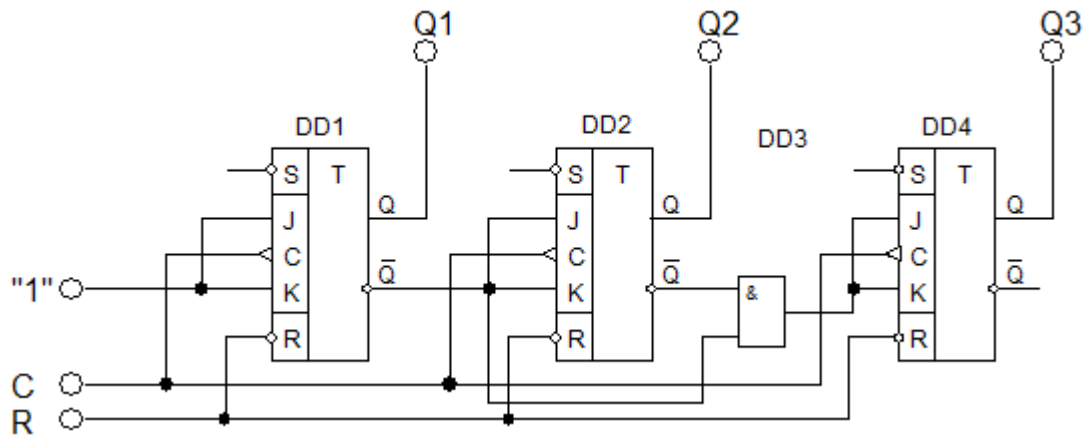 Q1 Q2 Q3
DD1 DD2 DD3 DD4
S T S T S T
J Q J Q J Q
C Q̅ C Q̅ C Q̅
"1" K K & K
R R R
C
R